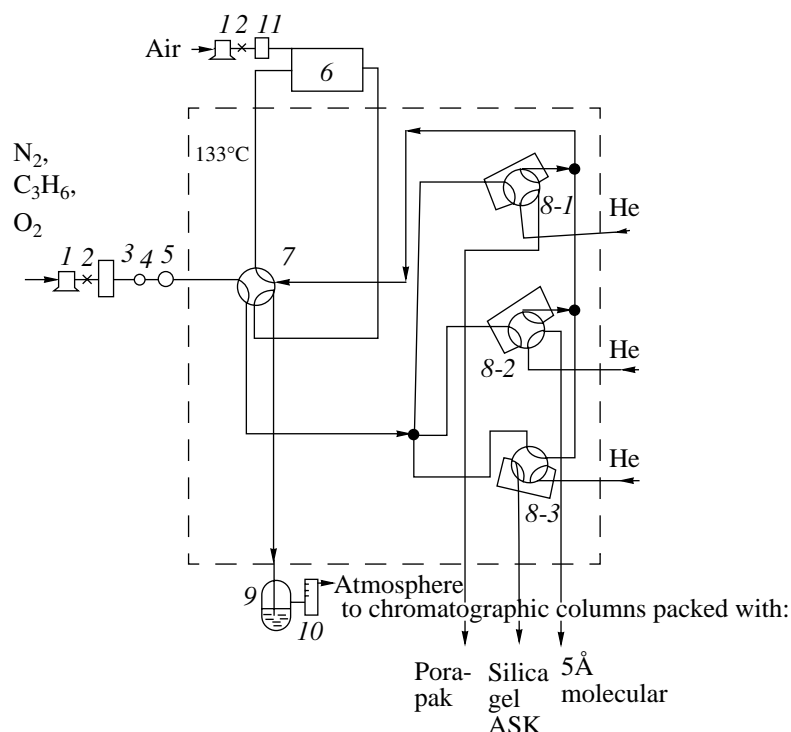 Air
1
2
11
6
133°C
N₂,
C₃H₆,
O₂
1
2
3
4
5
7
8-1
He
8-2
He
8-3
He
9
10
Atmosphere
to chromatographic columns packed with:
Pora-
pak
Silica
gel
ASK
5Å
molecular